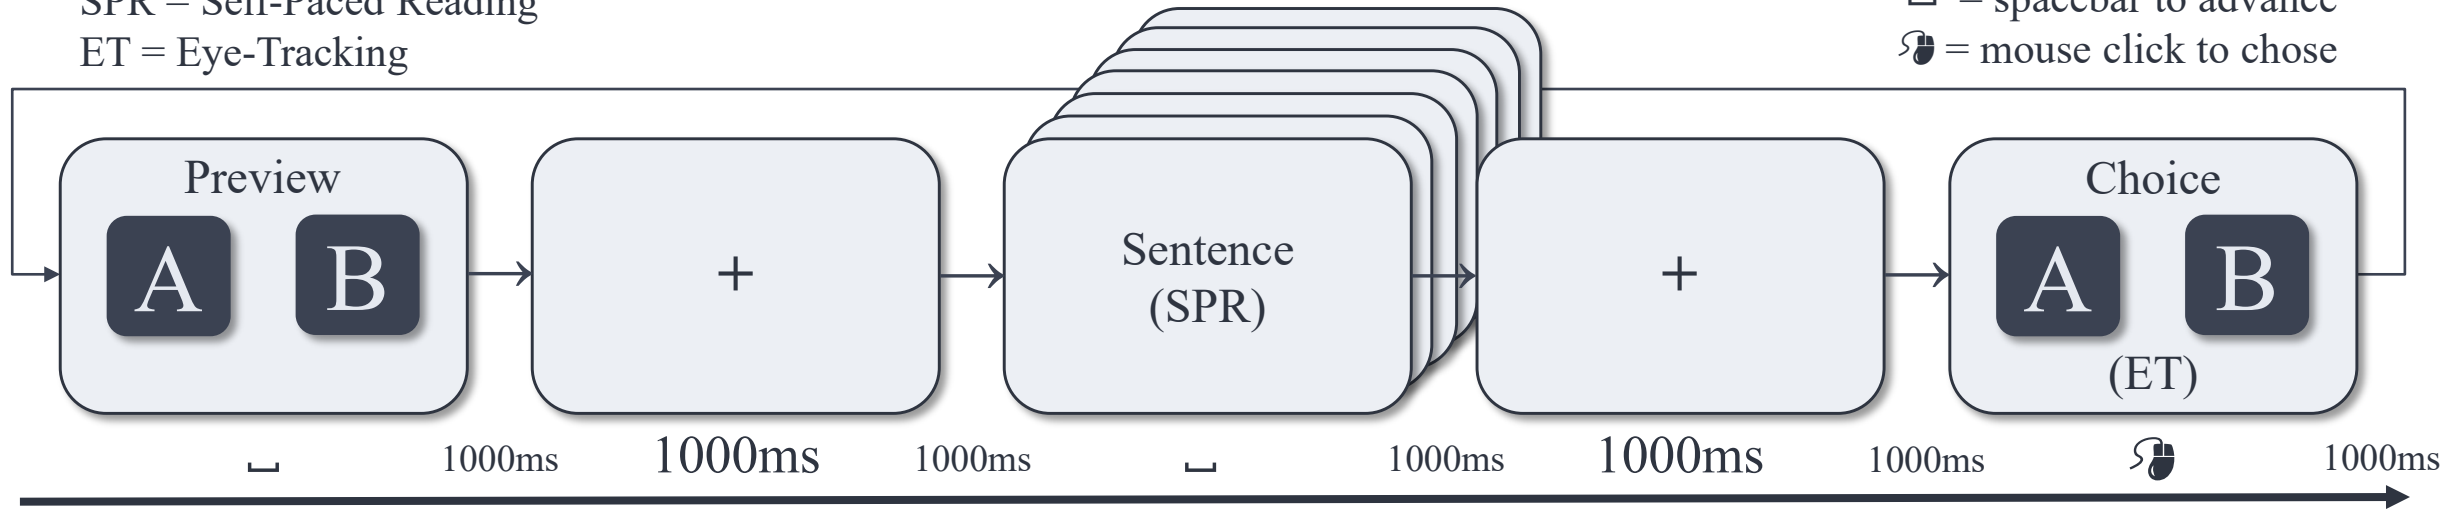 SPR = Self-Paced Reading
ET = Eye-Tracking
= spacebar to advance
= mouse click to chose
Preview
A B
+
Sentence
(SPR)
+
Choice
A B
(ET)
1000ms 1000ms 1000ms 1000ms 1000ms 1000ms 1000ms